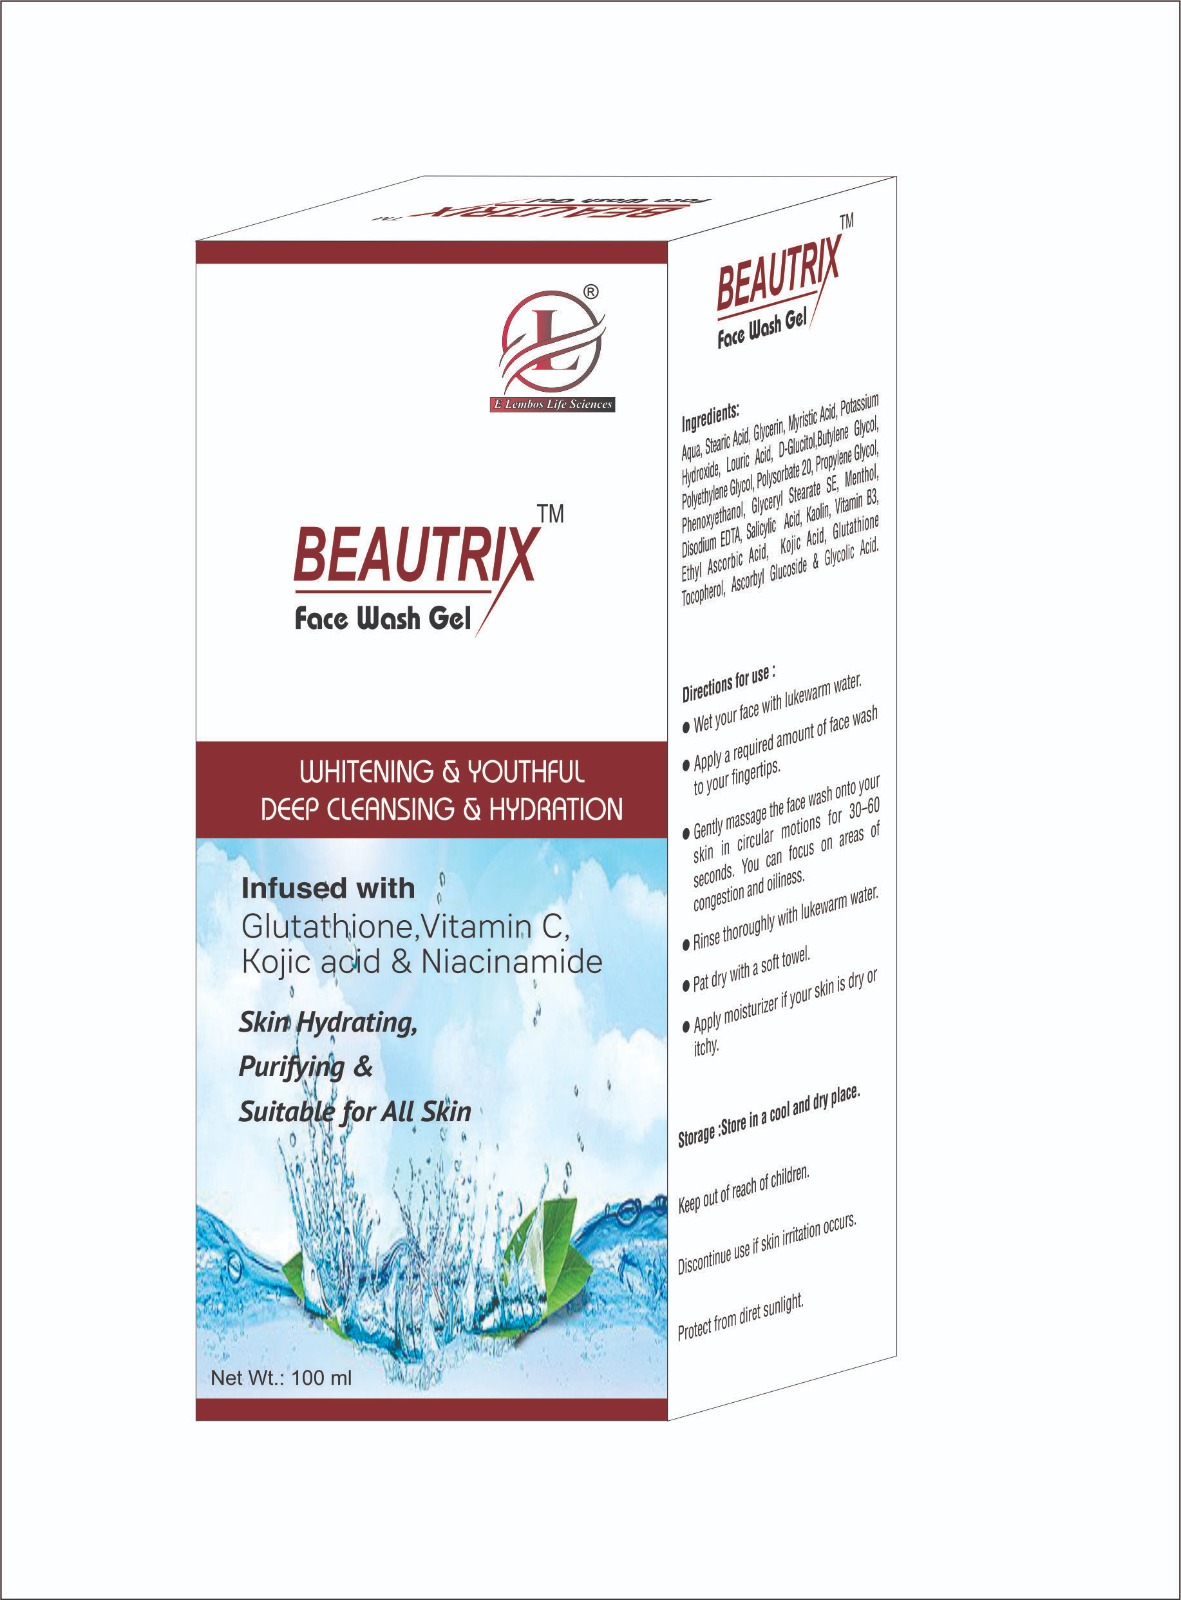 Face Wash Gel
BEAUTRIX
TM
®
E Lembos Life Sciences
BEAUTRIX TM
Face Wash Gel
WHITENING & YOUTHFUL
DEEP CLEANSING & HYDRATION
Infused with
Glutathione,Vitamin C,
Kojic acid & Niacinamide
Skin Hydrating,
Purifying &
Suitable for All Skin
Net Wt.: 100 ml
BEAUTRIX TM
Face Wash Gel
Ingredients:
Aqua, Stearic Acid, Glycerin, Myristic Acid, Potassium
Hydroxide, Louric Acid, D-Glucitol,Butylene Glycol,
Polyethylene Glycol, Polysorbate 20, Propylene Glycol,
Phenoxyethanol, Glyceryl Stearate SE, Menthol,
Disodium EDTA, Salicylic Acid, Kaolin, Vitamin B3,
Ethyl Ascorbic Acid, Kojic Acid, Glutathione
Tocopherol, Ascorbyl Glucoside & Glycolic Acid.
Directions for use :
● Wet your face with lukewarm water.
● Apply a required amount of face wash
to your fingertips.
● Gently massage the face wash onto your
skin in circular motions for 30–60
seconds. You can focus on areas of
congestion and oiliness.
● Rinse thoroughly with lukewarm water.
● Pat dry with a soft towel.
● Apply moisturizer if your skin is dry or
itchy.
Storage :Store in a cool and dry place.
Keep out of reach of children.
Discontinue use if skin irritation occurs.
Protect from diret sunlight.